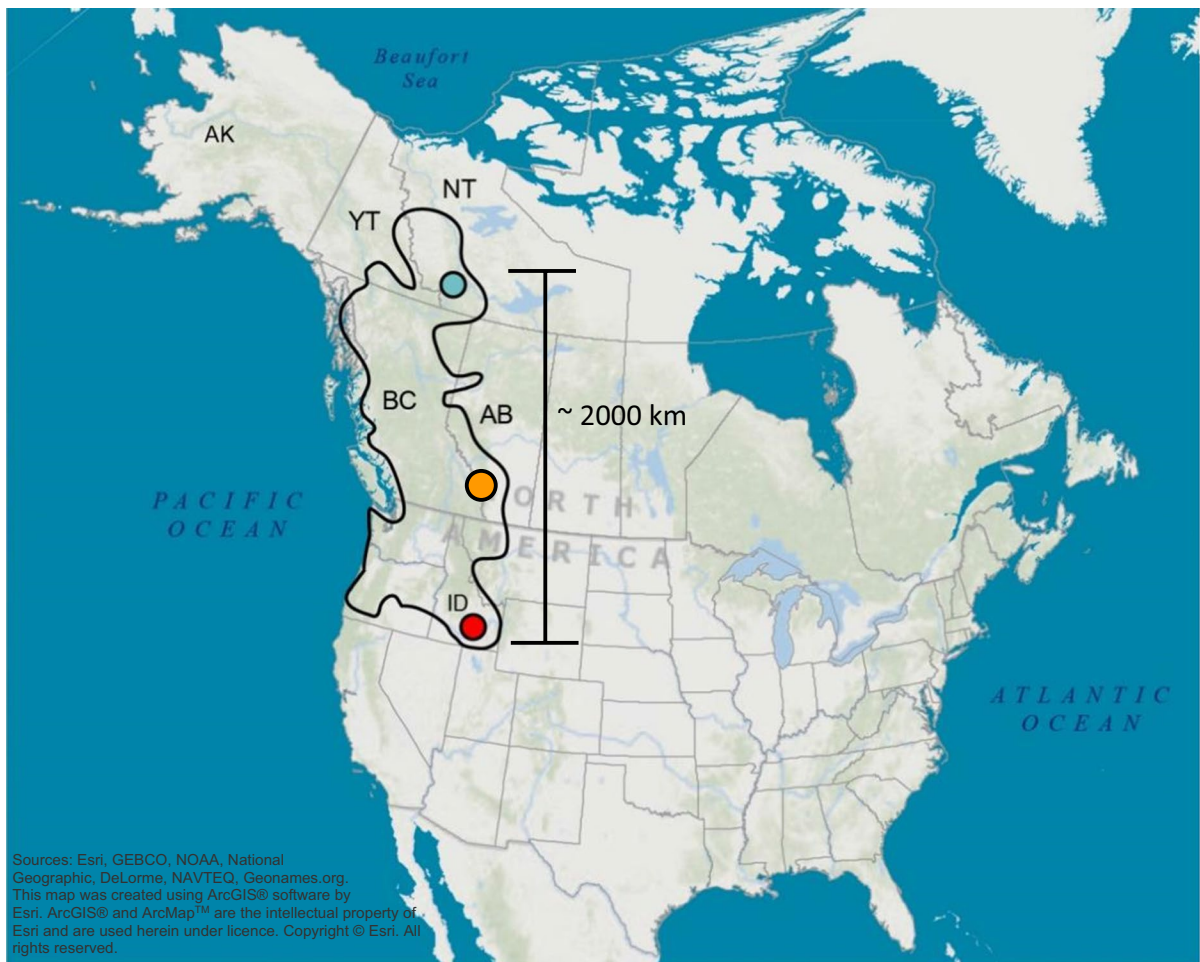 Beaufort
Sea
AK
NT
YT
BC
AB
~ 2000 km
PACIFIC
OCEAN
NORTH
AMERICA
ID
ATLANTIC
OCEAN
Sources: Esri, GEBCO, NOAA, National
Geographic, DeLorme, NAVTEQ, Geonames.org.
This map was created using ArcGIS® software by
Esri. ArcGIS® and ArcMap™ are the intellectual property of
Esri and are used herein under licence. Copyright © Esri. All
rights reserved.